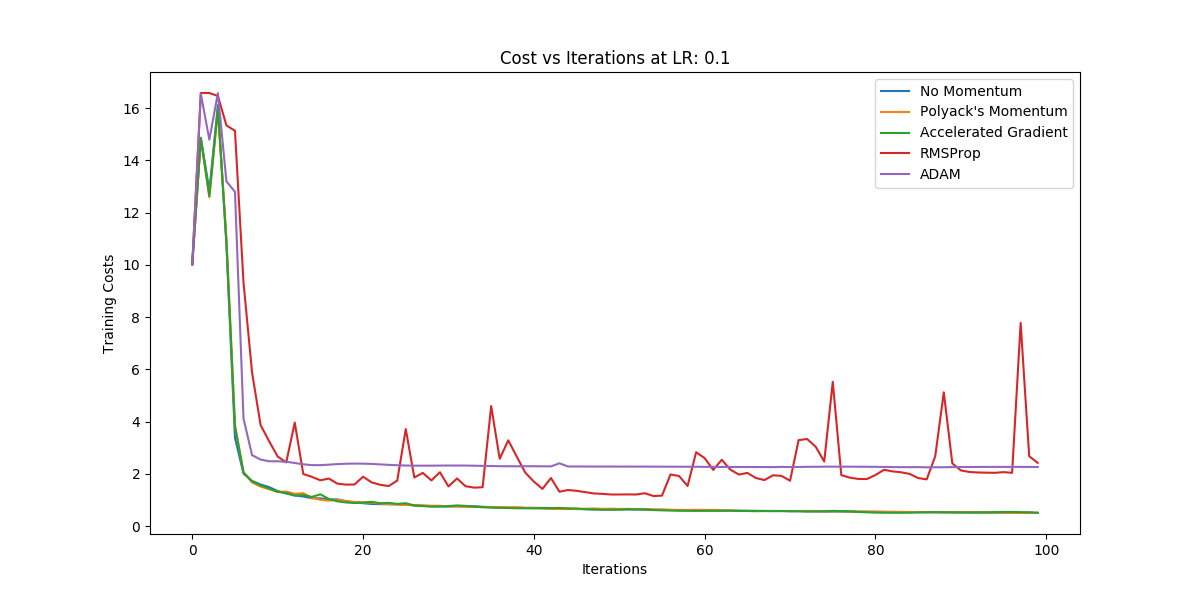 Cost vs Iterations at LR: 0.1
No Momentum
Polyack's Momentum
Accelerated Gradient
RMSProp
ADAM
Training Costs
16
14
12
10
8
6
4
2
0
0 20 40 60 80 100
Iterations